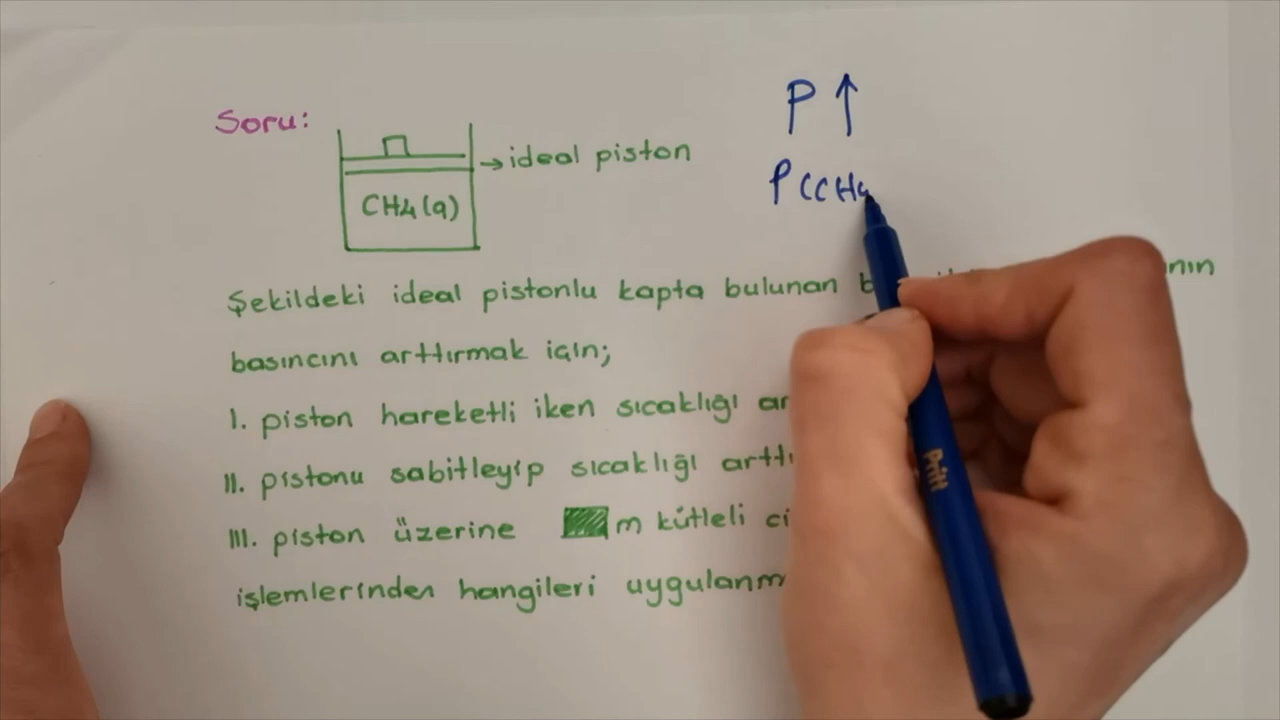 Soru:
P ↑
→ideal piston
P(CH4
CH4(g)
Şekildeki ideal pistonlu kapta bulunan
basıncını arttırmak için;
I. piston hareketli iken sıcaklığı
II. pistonu sabitleyip sıcaklığı
III. piston üzerine m kütleli
işlemlerinden hangileri
Pritt